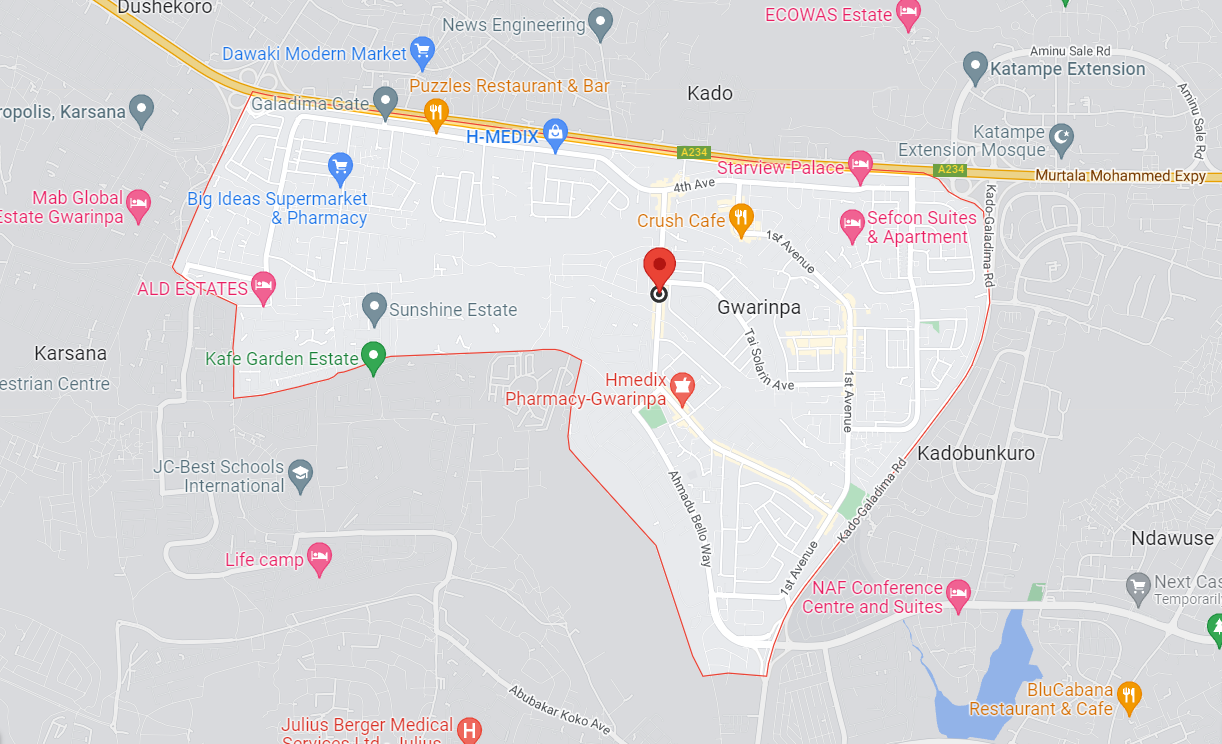 Dushekoro
News Engineering
ECOWAS Estate
Dawaki Modern Market
Aminu Sale Rd
Katampe Extension
Puzzles Restaurant & Bar
Kado
Galadima Gate
ropolis, Karsana
Aminu Sale Rd
H-MEDIX
Katampe
Extension Mosque
A234
Starview Palace
A234
Murtala Mohammed Expy
4th Ave
Mab Global
Estate Gwarinpa
Big Ideas Supermarket
& Pharmacy
Crush Cafe
Sefcon Suites
& Apartment
Kado-Galadima-Rd
1st Avenue
ALD ESTATES
Sunshine Estate
Gwarinpa
Karsana
Kafe Garden Estate
Tai Solarin Ave
estrian Centre
Hmedix
Pharmacy-Gwarinpa
1st Avenue
Kadobunkuro
JC-Best Schools
International
Ahmadu Bello Way
Kado-Galadima-Rd
Ndawuse
Life camp
1st Avenue
NAF Conference
Centre and Suites
Next Cas
Temporaril
Abubakar Koko Ave
BluCabana
Restaurant & Cafe
Julius Berger Medical
Services Ltd - Julius